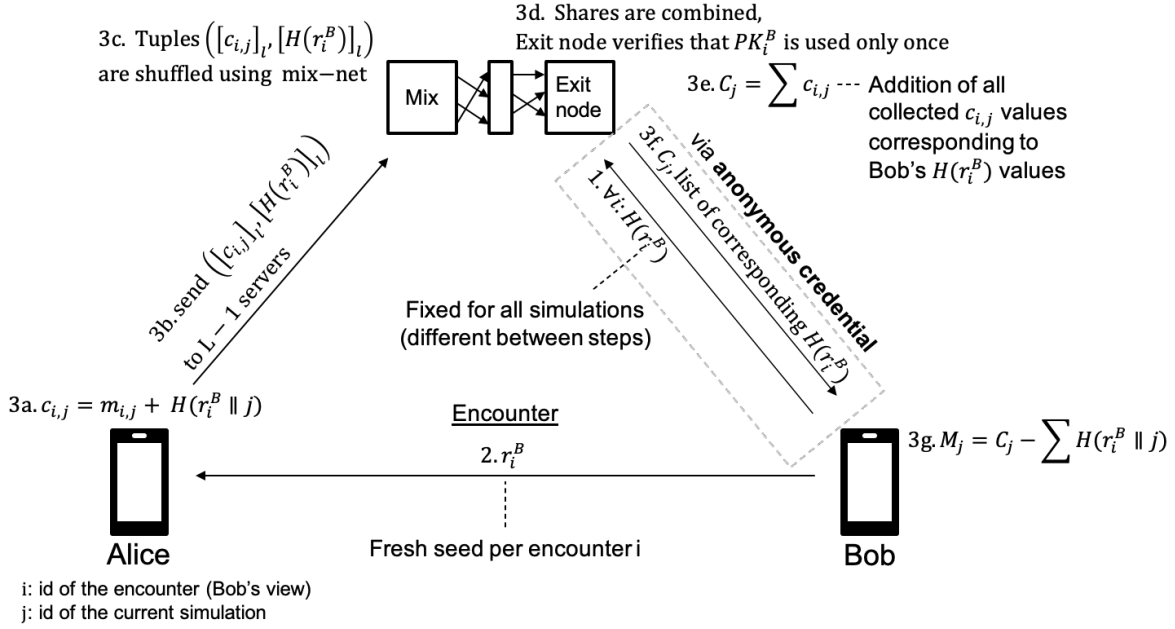 3c. Tuples ([c_{i,j}]_l, [H(r_i^B)]_l)
are shuffled using mix−net
3d. Shares are combined,
Exit node verifies that PK_i^B is used only once
Mix
Exit
node
3e. C_j = ∑ c_{i,j}
Addition of all
collected c_{i,j} values
corresponding to
Bob's H(r_i^B) values
3b. send ([c_{i,j}]_l, [H(r_i^B)]_l)
to L − 1 servers
1. ∀i: H(r_i^B)
3f. C_j, list of corresponding H(r_i^B)
via anonymous credential
Fixed for all simulations
(different between steps)
3a. c_{i,j} = m_{i,j} + H(r_i^B ∥ j)
Encounter
2. r_i^B
3g. M_j = C_j − ∑ H(r_i^B ∥ j)
Fresh seed per encounter i
Alice
Bob
i: id of the encounter (Bob's view)
j: id of the current simulation